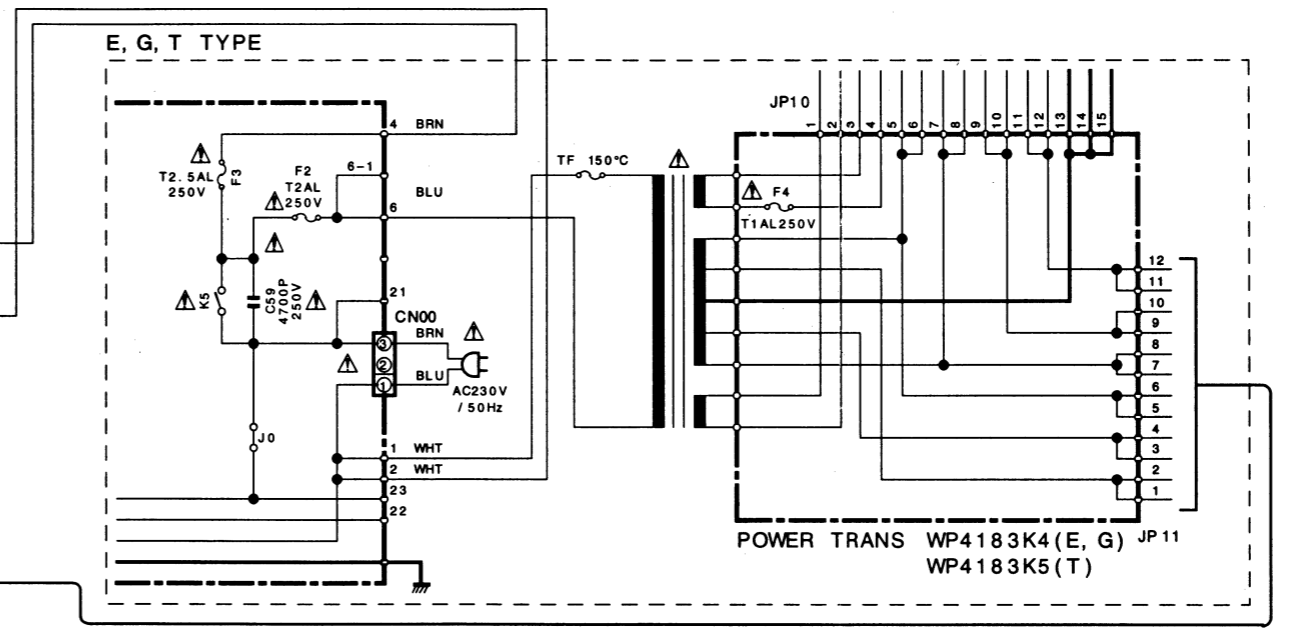 E, G, T TYPE
4 BRN
T2.5AL
250V
F3
F2
T2AL
250V
6-1
BLU
6
K5
C59
4700P
250V
21
CN00
BRN
3
2
1
BLU
AC230V
/ 50Hz
J0
1 WHT
2 WHT
23
22
TF 150°C
JP10
1
2
3
4
5
6
7
8
9
10
11
12
13
14
15
F4
T1AL250V
12
11
10
9
8
7
6
5
4
3
2
1
JP 11
POWER TRANS WP4183K4(E, G)
WP4183K5(T)